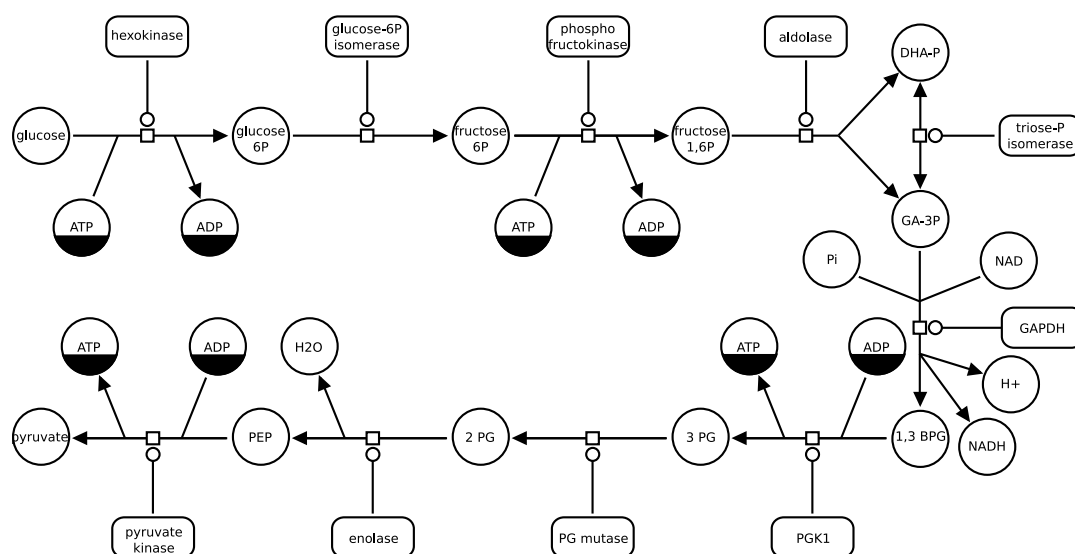 hexokinase
glucose-6P
isomerase
phospho
fructokinase
aldolase
DHA-P
glucose
glucose
6P
fructose
6P
fructose
1,6P
triose-P
isomerase
ATP
ADP
ATP
ADP
GA-3P
Pi
NAD
GAPDH
ATP
ADP
H2O
ATP
ADP
H+
pyruvate
PEP
2 PG
3 PG
1,3 BPG
NADH
pyruvate
kinase
enolase
PG mutase
PGK1